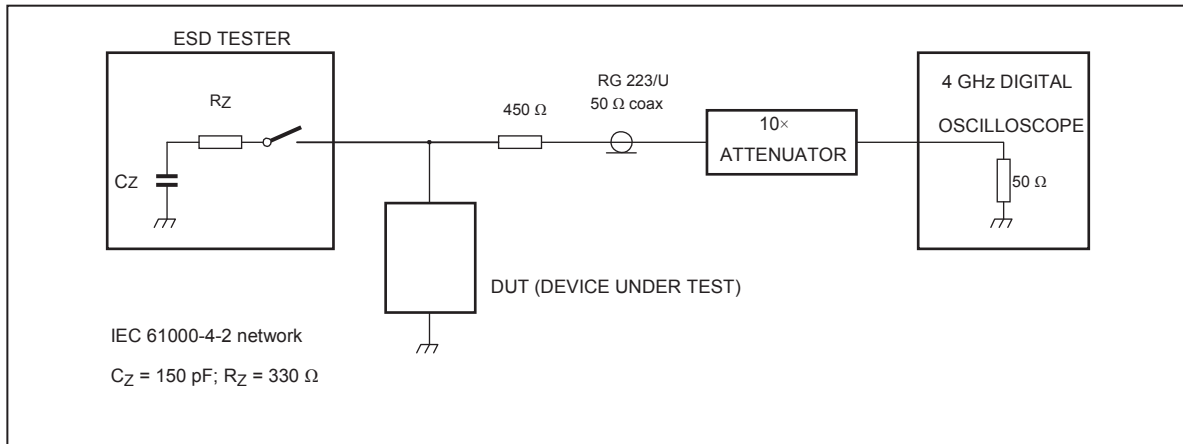 ESD TESTER
RZ
CZ
450 Ω
RG 223/U
50 Ω coax
10×
ATTENUATOR
4 GHz DIGITAL
OSCILLOSCOPE
50 Ω
DUT (DEVICE UNDER TEST)
IEC 61000-4-2 network
CZ = 150 pF; RZ = 330 Ω